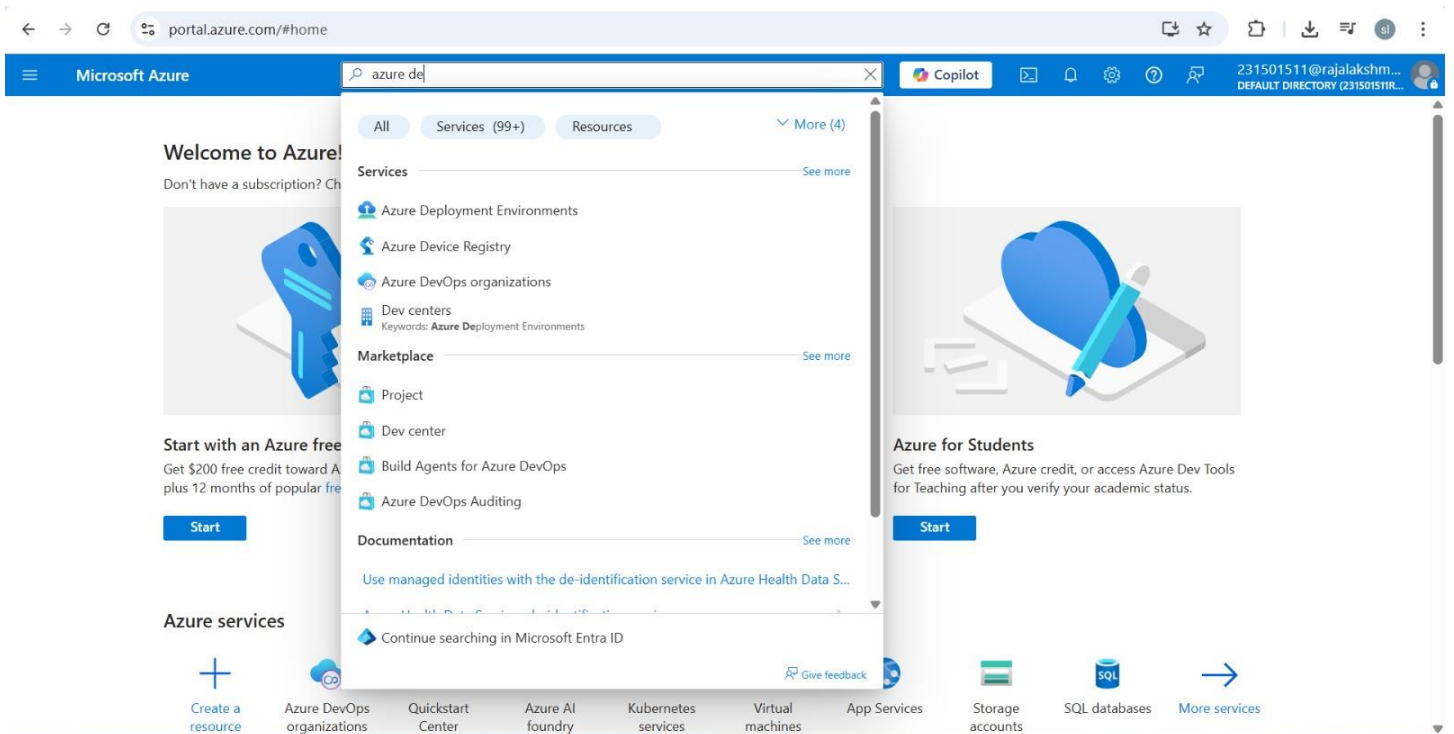 portal.azure.com/#home
sl
Microsoft Azure
azure de
Copilot
231501511@rajalakshm...
DEFAULT DIRECTORY (231501511R...
All
Services (99+)
Resources
More (4)
Welcome to Azure!
Don't have a subscription? Ch
Services
See more
Azure Deployment Environments
Azure Device Registry
Azure DevOps organizations
Dev centers
Keywords: Azure Deployment Environments
Marketplace
See more
Project
Dev center
Build Agents for Azure DevOps
Azure DevOps Auditing
Documentation
See more
Use managed identities with the de-identification service in Azure Health Data S...
Continue searching in Microsoft Entra ID
Give feedback
Start with an Azure free
Get $200 free credit toward A
plus 12 months of popular fre
Start
Azure for Students
Get free software, Azure credit, or access Azure Dev Tools
for Teaching after you verify your academic status.
Start
Azure services
SQL
Create a
resource
Azure DevOps
organizations
Quickstart
Center
Azure AI
foundry
Kubernetes
services
Virtual
machines
App Services
Storage
accounts
SQL databases
More services